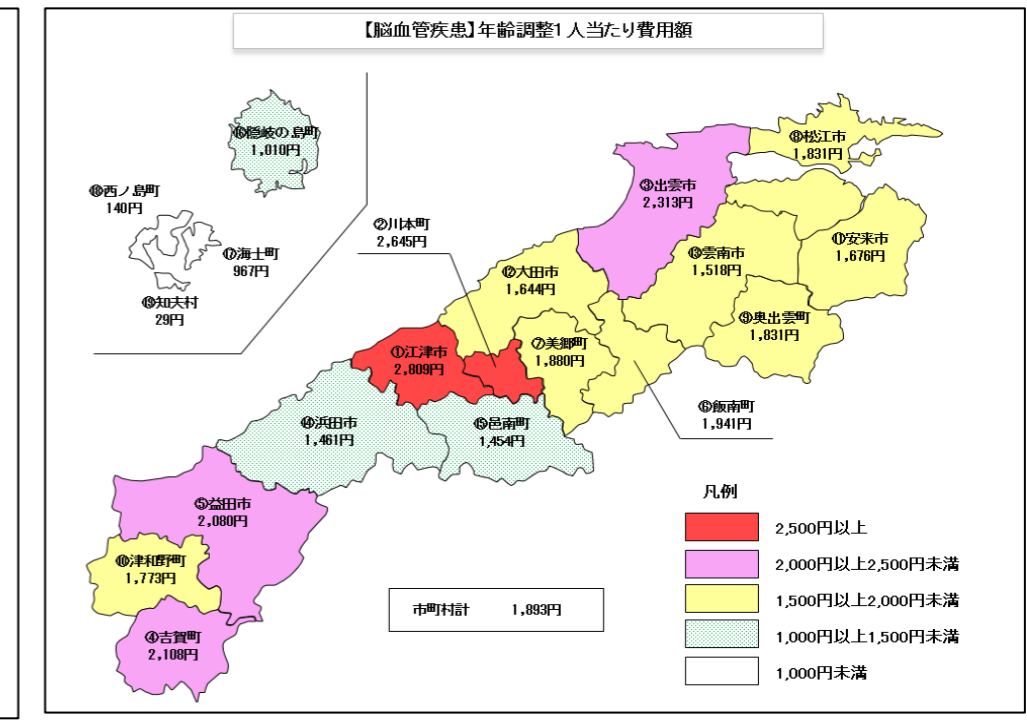 【脳血管疾患】年齢調整1人当たり費用額
⑯隠岐の島町
1,010円
⑱西ノ島町
140円
⑰海士町
967円
⑲知夫村
29円
②川本町
2,645円
③出雲市
2,313円
⑧松江市
1,831円
⑪安来市
1,676円
⑬雲南市
1,518円
⑫大田市
1,644円
⑨奥出雲町
1,831円
⑦美郷町
1,880円
①江津市
2,809円
⑥飯南町
1,941円
⑭浜田市
1,461円
⑮邑南町
1,454円
⑤益田市
2,080円
⑩津和野町
1,773円
④吉賀町
2,108円
市町村計 1,893円
凡例
2,500円以上
2,000円以上2,500円未満
1,500円以上2,000円未満
1,000円以上1,500円未満
1,000円未満